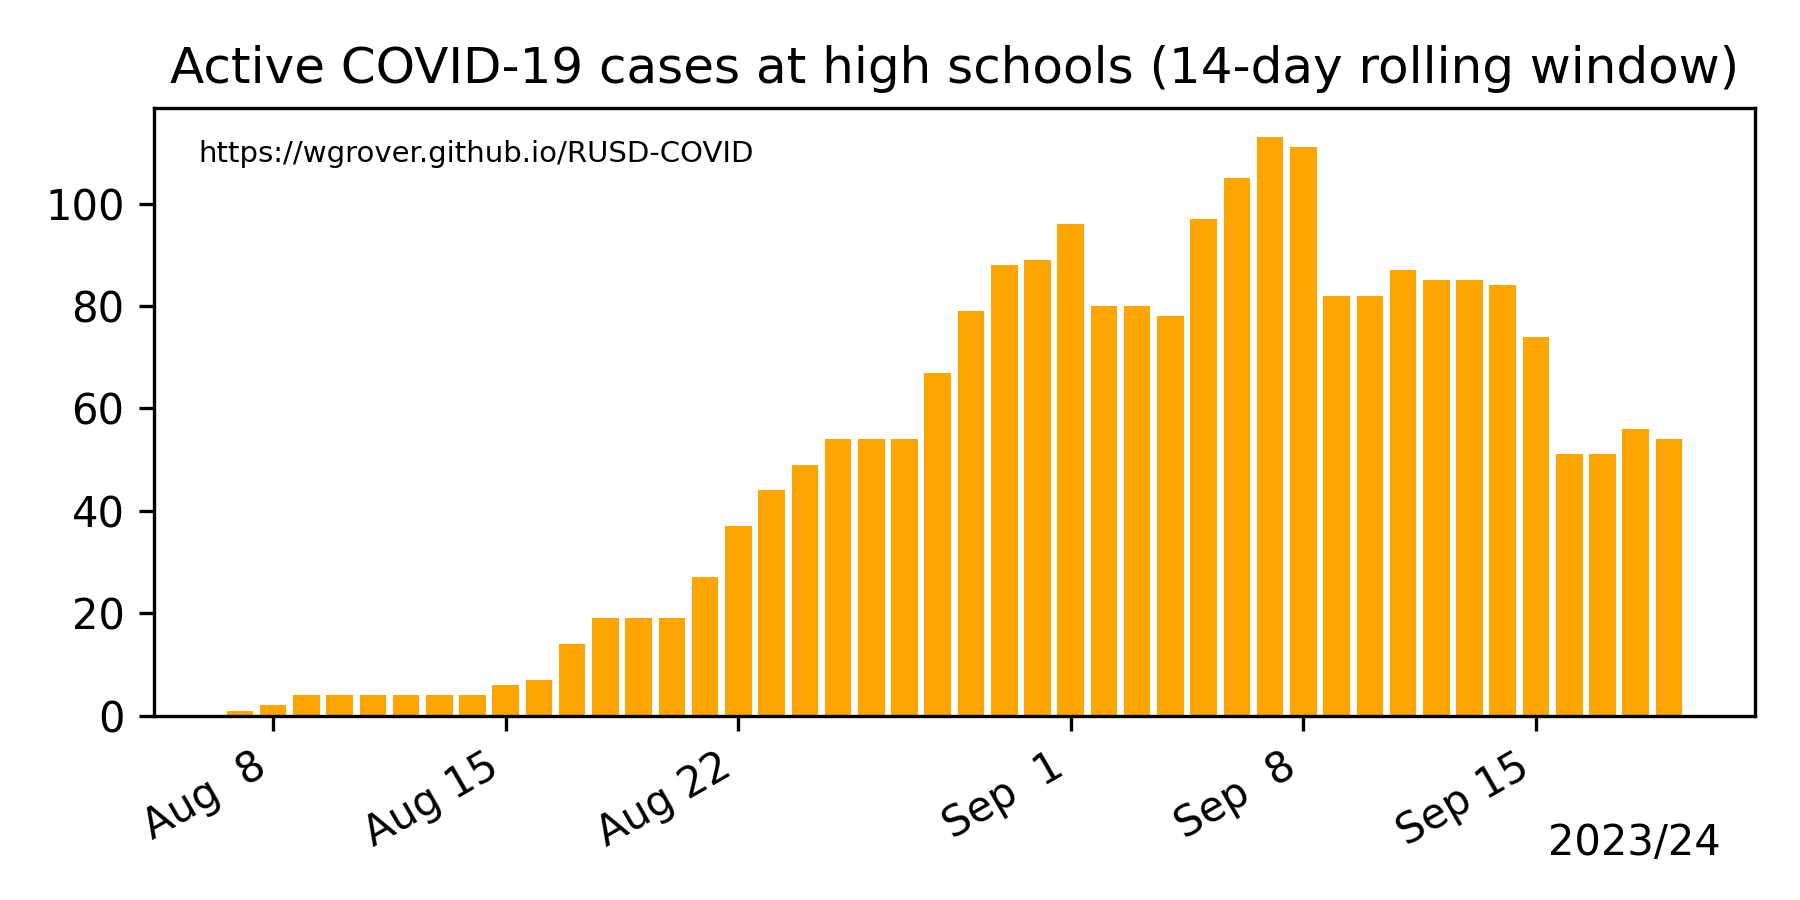 Active COVID-19 cases at high schools (14-day rolling window)
https://wgrover.github.io/RUSD-COVID
100
80
60
40
20
0
Aug 8
Aug 15
Aug 22
Sep 1
Sep 8
Sep 15
2023/24